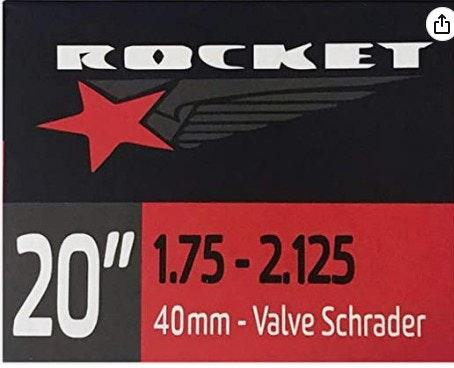 ROCKET
20"
1.75 - 2.125
40mm - Valve Schrader